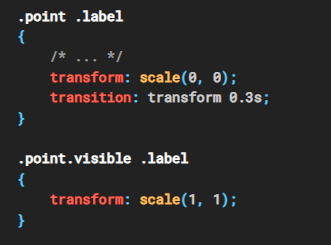 .point .label
{
    /* ... */
    transform: scale(0, 0);
    transition: transform 0.3s;
}

.point.visible .label
{
    transform: scale(1, 1);
}